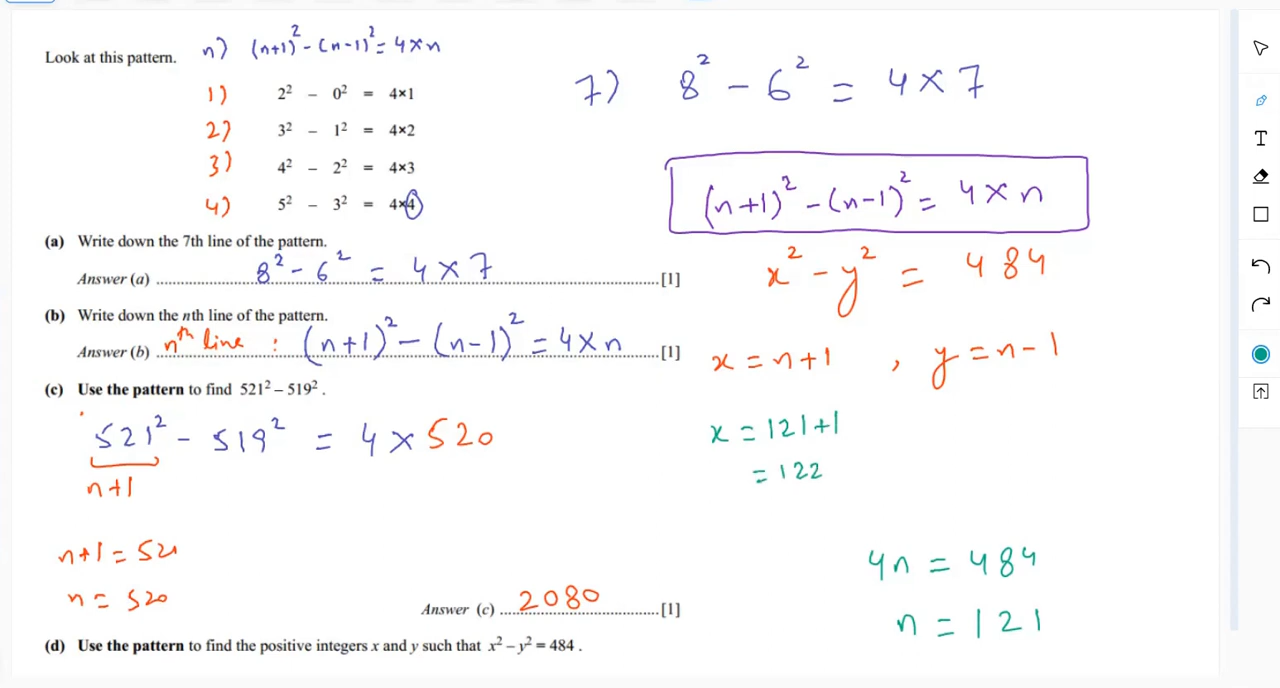 n) (n+1)² - (n-1)² = 4×n
Look at this pattern.
1) 2² – 0² = 4×1
2) 3² – 1² = 4×2
3) 4² – 2² = 4×3
4) 5² – 3² = 4×4
(a) Write down the 7th line of the pattern.
Answer (a) 8² - 6² = 4 × 7 [1]
(b) Write down the nth line of the pattern.
Answer (b) nth line : (n+1)² - (n-1)² = 4×n [1]
(c) Use the pattern to find 521² – 519² .
521² - 519² = 4 × 520
n+1
n+1 = 521
n = 520
Answer (c) 2080 [1]
(d) Use the pattern to find the positive integers x and y such that x² – y² = 484 .
7) 8² - 6² = 4 × 7
(n+1)² - (n-1)² = 4 × n
x² - y² = 484
x = n+1 , y = n-1
x = 121+1
= 122
4n = 484
n = 121
T